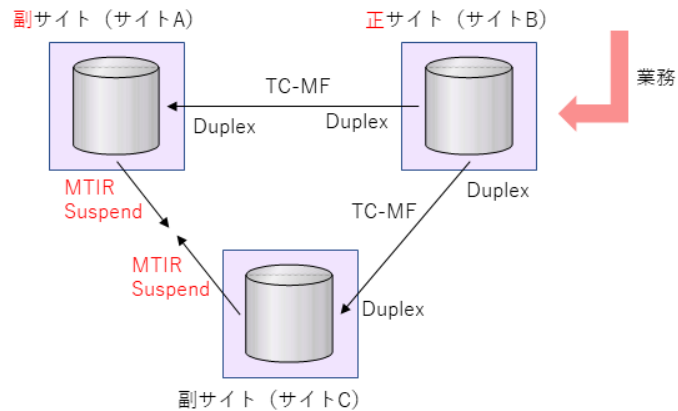 副サイト（サイトA）
正サイト（サイトB）
業務
TC-MF
Duplex
Duplex
MTIR
Suspend
TC-MF
Duplex
MTIR
Suspend
Duplex
副サイト（サイトC）